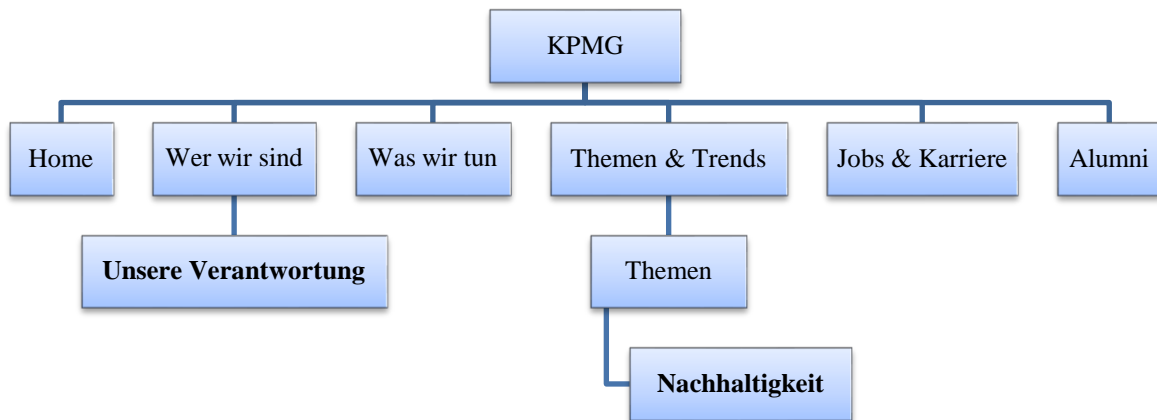 KPMG
Home
Wer wir sind
Was wir tun
Themen & Trends
Jobs & Karriere
Alumni
Unsere Verantwortung
Themen
Nachhaltigkeit